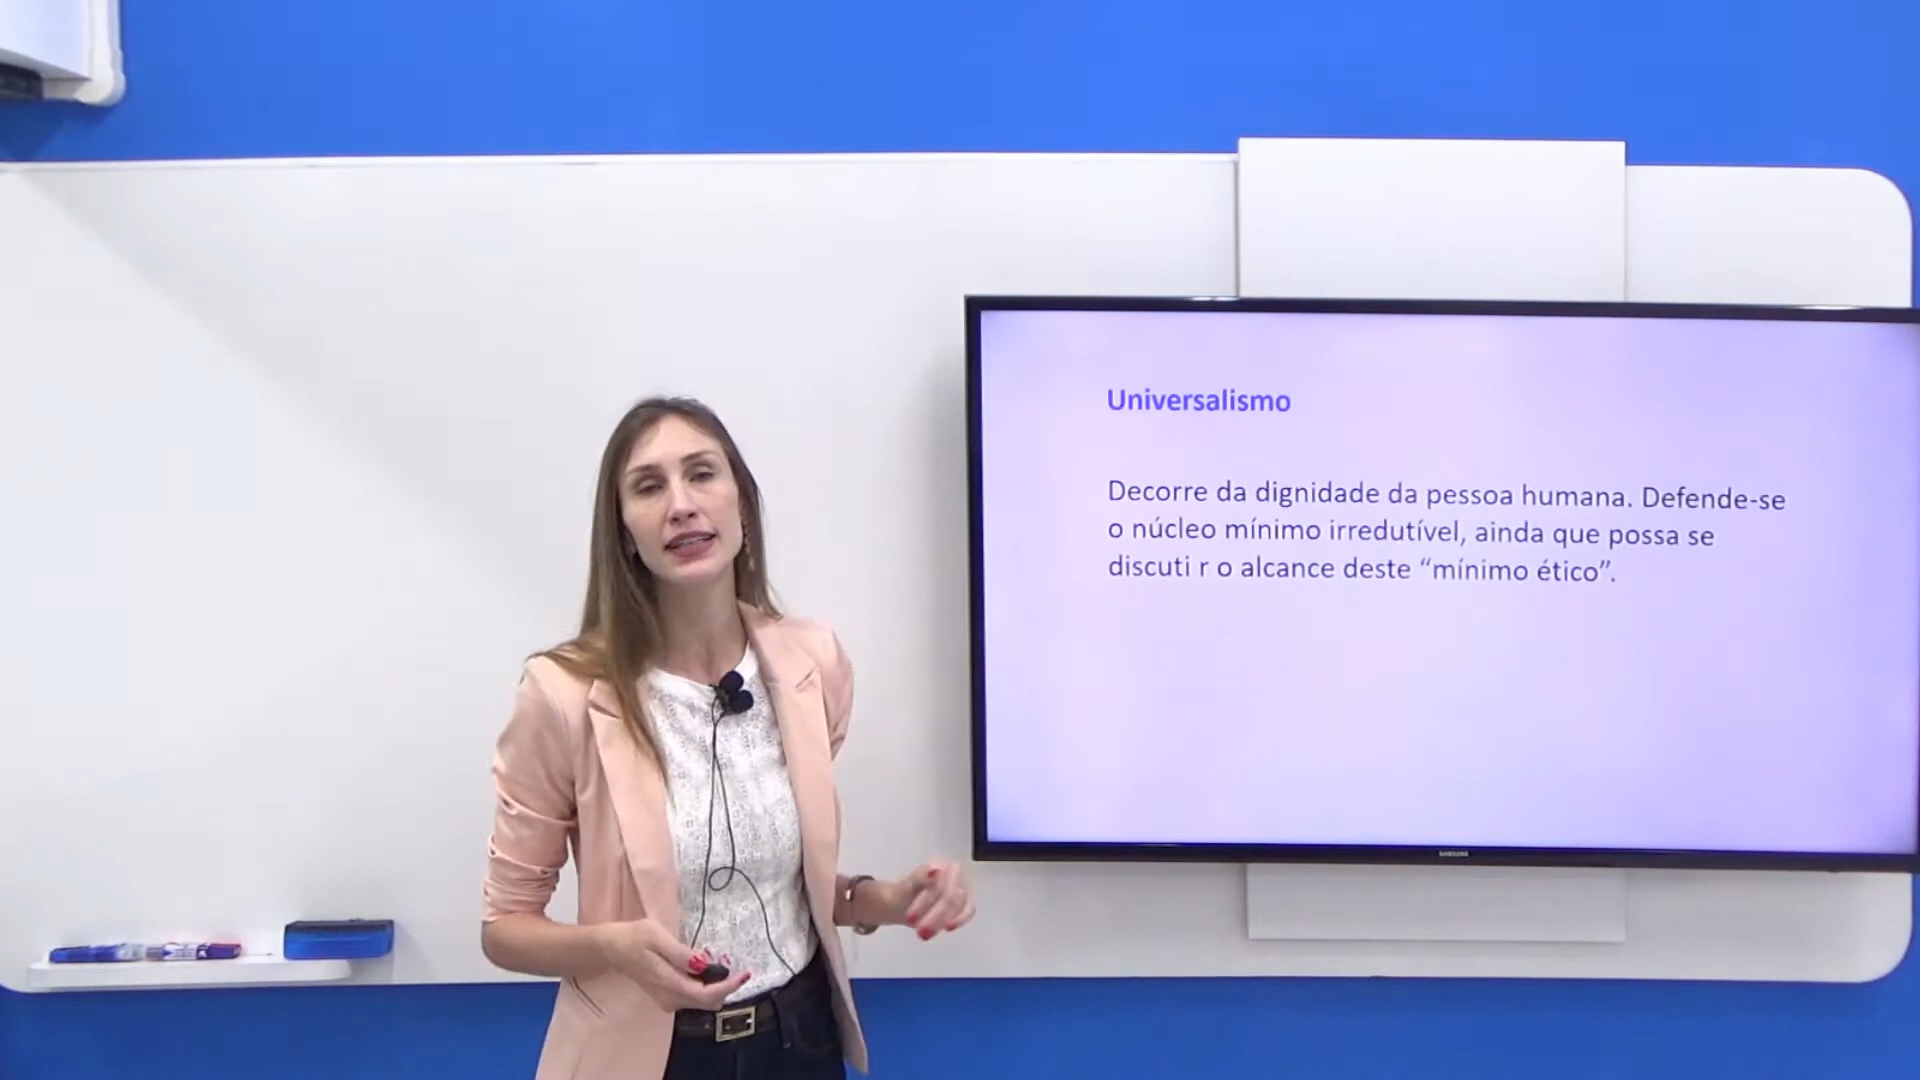 Universalismo
Decorre da dignidade da pessoa humana. Defende-se
o núcleo mínimo irredutível, ainda que possa se
discuti r o alcance deste “mínimo ético”.
SAMSUNG